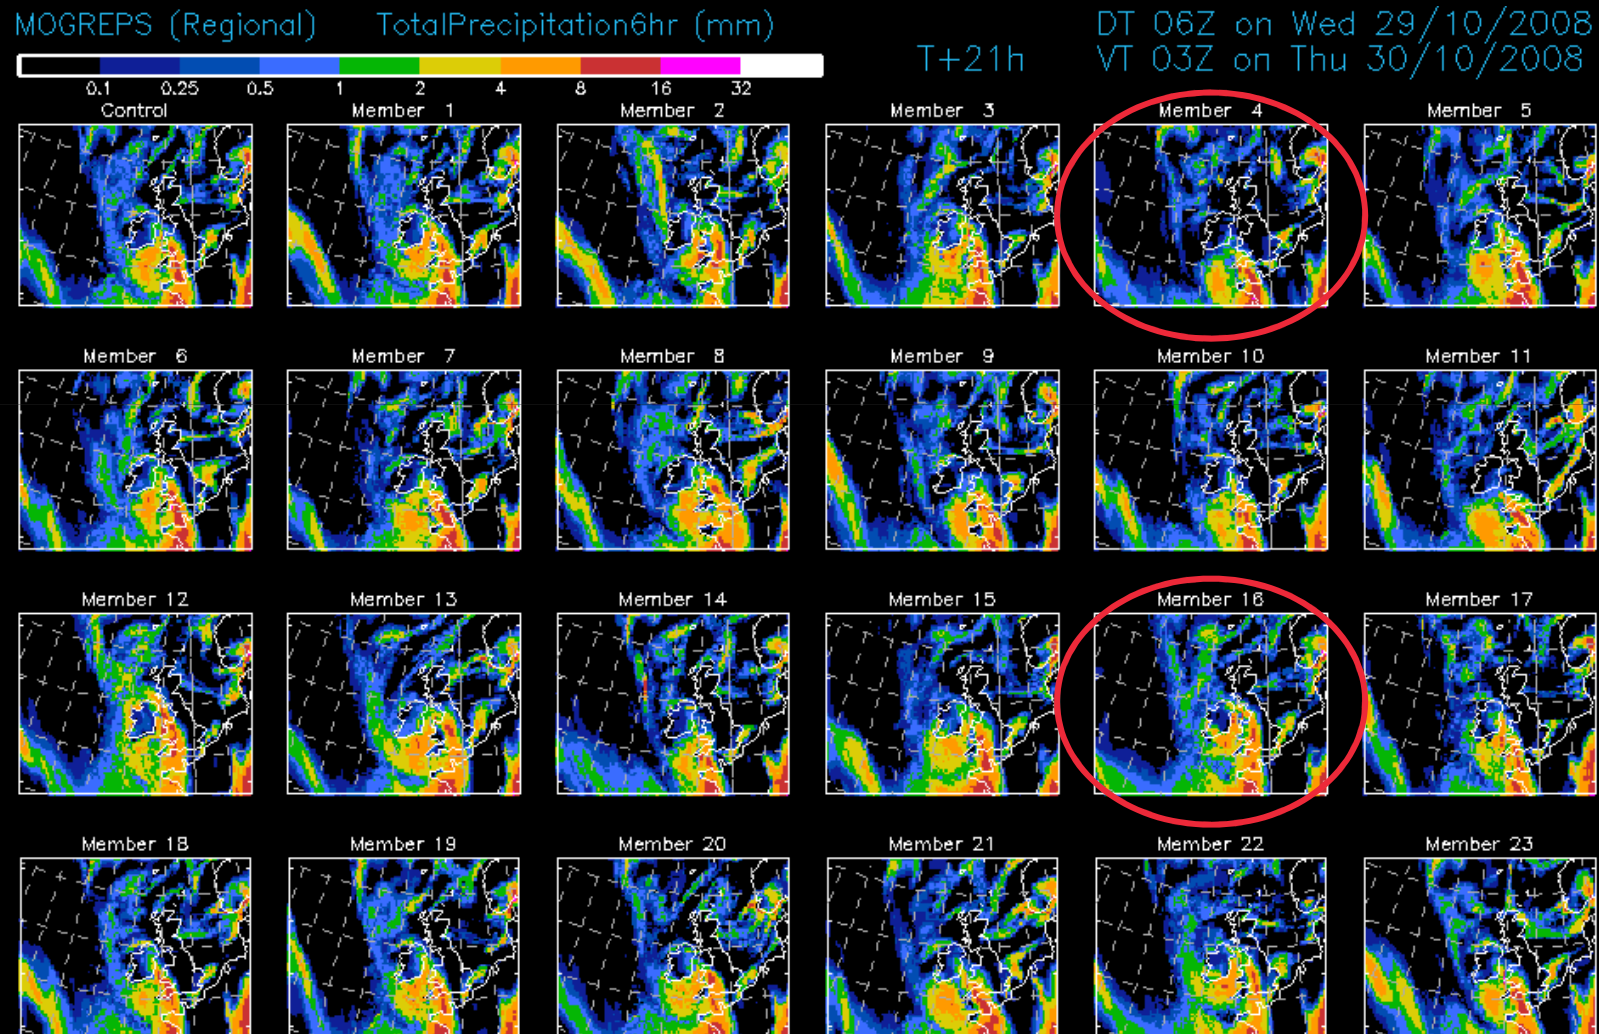 MOGREPS (Regional) TotalPrecipitation6hr (mm) DT 06Z on Wed 29/10/2008
T+21h VT 03Z on Thu 30/10/2008
0.1 0.25 0.5 1 2 4 8 16 32
Control Member 1 Member 2 Member 3 Member 4 Member 5
Member 6 Member 7 Member 8 Member 9 Member 10 Member 11
Member 12 Member 13 Member 14 Member 15 Member 16 Member 17
Member 18 Member 19 Member 20 Member 21 Member 22 Member 23